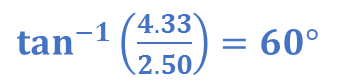 tan⁻¹ (4.33/2.50) = 60°